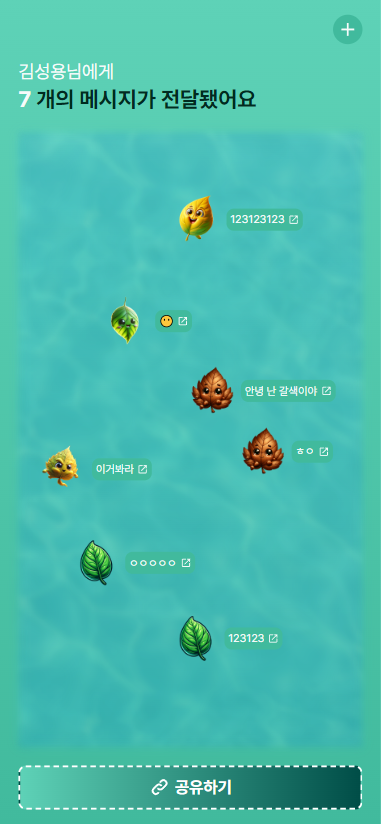 김성용님에게
7 개의 메시지가 전달됐어요
123123123
😶
안녕 난 갈색이야
ㅎㅇ
이거봐라
ㅇㅇㅇㅇㅇ
123123
공유하기